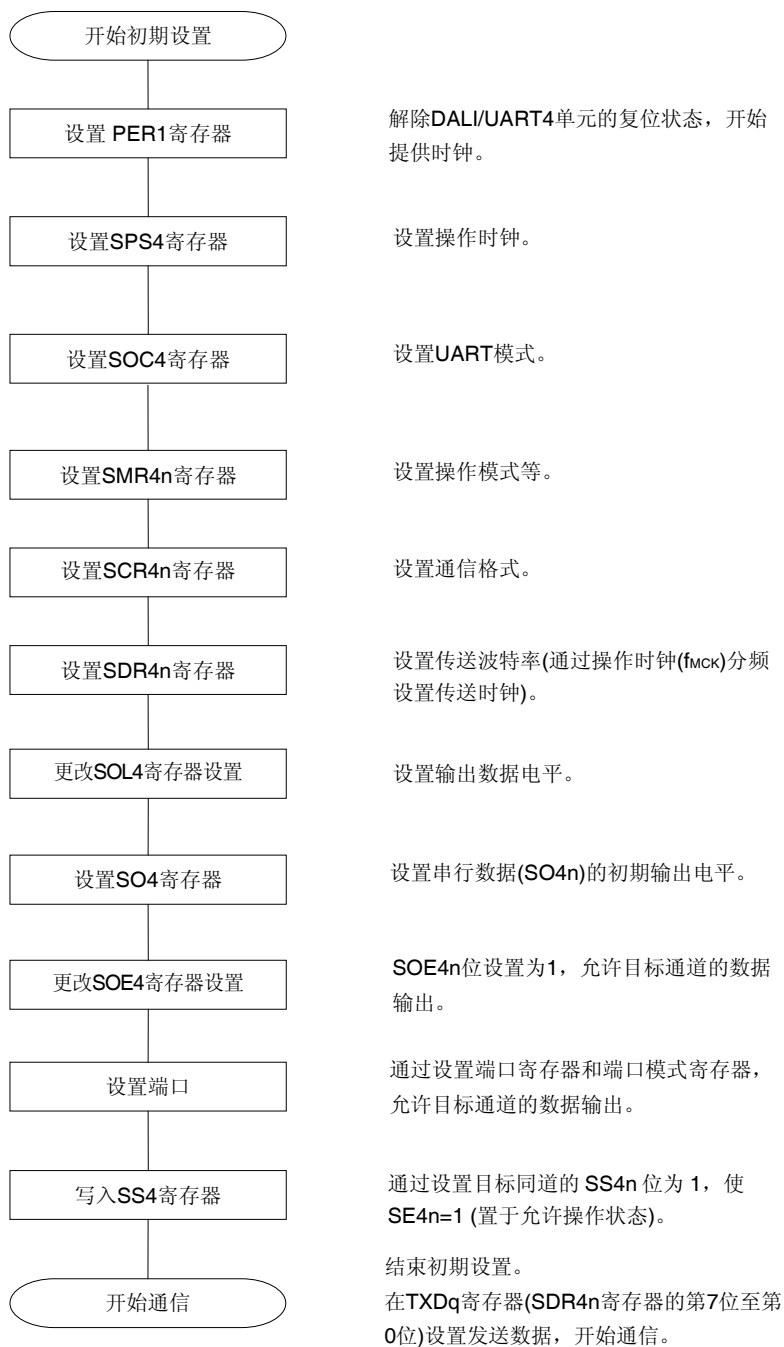 开始初期设置
设置 PER1寄存器
解除DALI/UART4单元的复位状态，开始
提供时钟。
设置SPS4寄存器
设置操作时钟。
设置SOC4寄存器
设置UART模式。
设置SMR4n寄存器
设置操作模式等。
设置SCR4n寄存器
设置通信格式。
设置SDR4n寄存器
设置传送波特率(通过操作时钟(fMCK)分频
设置传送时钟)。
更改SOL4寄存器设置
设置输出数据电平。
设置SO4寄存器
设置串行数据(SO4n)的初期输出电平。
更改SOE4寄存器设置
SOE4n位设置为1，允许目标通道的数据
输出。
设置端口
通过设置端口寄存器和端口模式寄存器，
允许目标通道的数据输出。
写入SS4寄存器
通过设置目标同道的 SS4n 位为 1，使
SE4n=1 (置于允许操作状态)。
开始通信
结束初期设置。
在TXDq寄存器(SDR4n寄存器的第7位至第
0位)设置发送数据，开始通信。